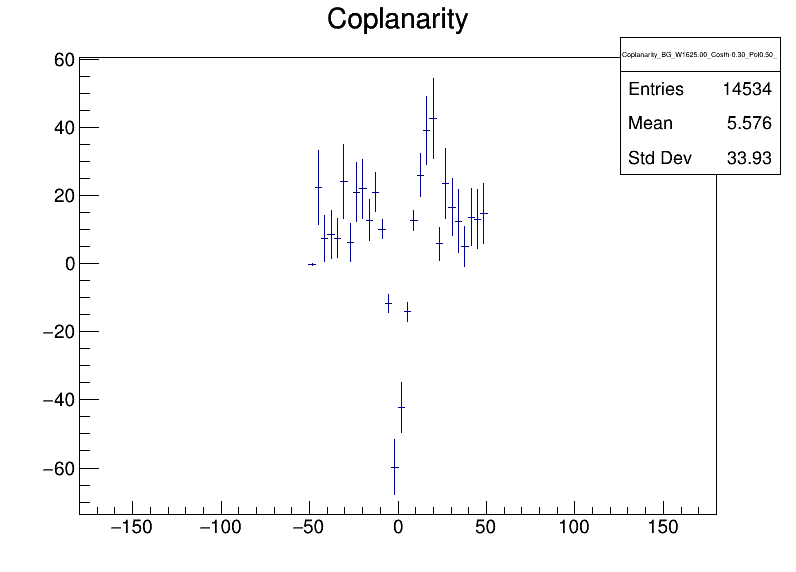 Coplanarity
Coplanarity_BG_W1625.00_Costh-0.30_Pol0.50_
Entries 14534
Mean 5.576
Std Dev 33.93
60
40
20
0
−20
−40
−60
−150 −100 −50 0 50 100 150